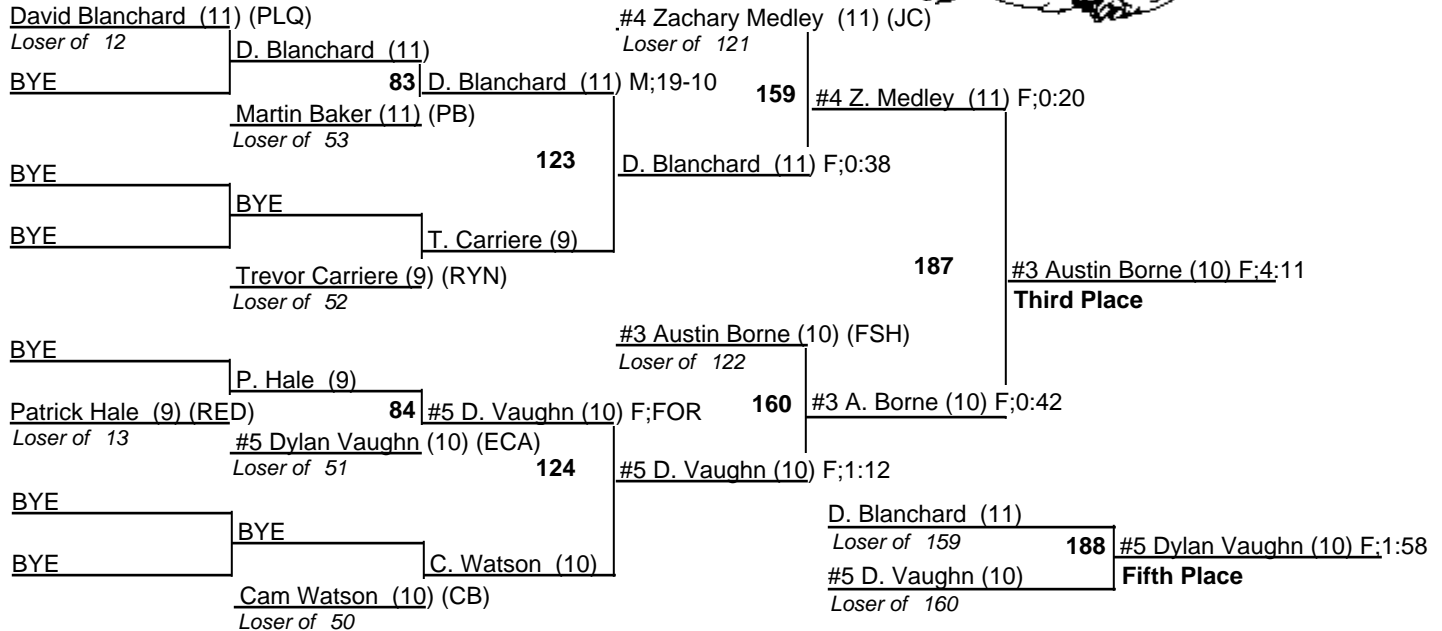 David Blanchard (11) (PLQ)
Loser of 12
D. Blanchard (11)
BYE
83
D. Blanchard (11) M;19-10
Martin Baker (11) (PB)
Loser of 53
123
BYE
BYE
BYE
T. Carriere (9)
Trevor Carriere (9) (RYN)
Loser of 52
#4 Zachary Medley (11) (JC)
Loser of 121
159
#4 Z. Medley (11) F;0:20
D. Blanchard (11) F;0:38
187
#3 Austin Borne (10) F;4:11
Third Place
BYE
P. Hale (9)
Patrick Hale (9) (RED)
Loser of 13
84
#5 D. Vaughn (10) F;FOR
#5 Dylan Vaughn (10) (ECA)
Loser of 51
124
BYE
BYE
BYE
C. Watson (10)
Cam Watson (10) (CB)
Loser of 50
#3 Austin Borne (10) (FSH)
Loser of 122
160
#3 A. Borne (10) F;0:42
#5 D. Vaughn (10) F;1:12
D. Blanchard (11)
Loser of 159
188
#5 Dylan Vaughn (10) F;1:58
Fifth Place
#5 D. Vaughn (10)
Loser of 160